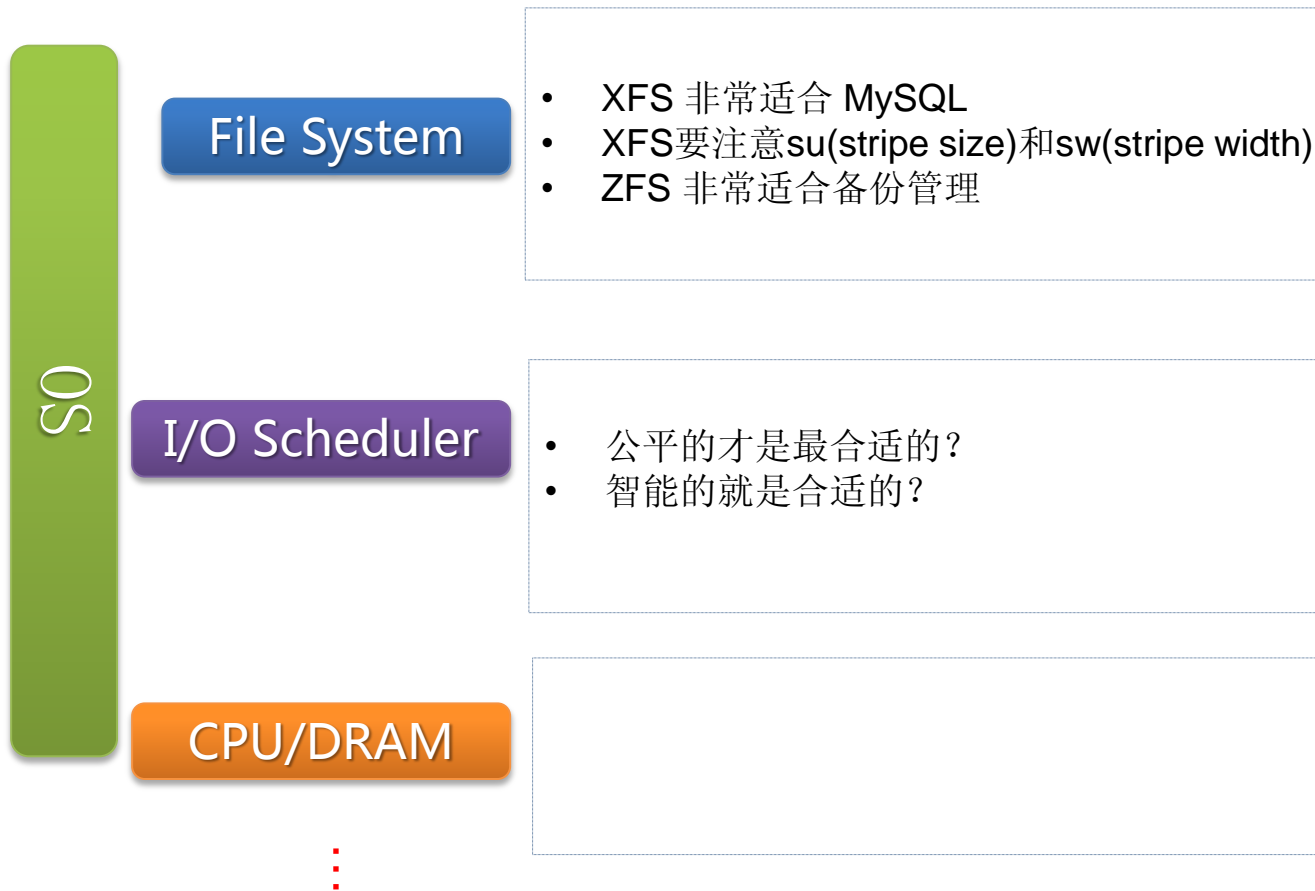 OS
File System
• XFS 非常适合 MySQL
• XFS要注意su(stripe size)和sw(stripe width)
• ZFS 非常适合备份管理
I/O Scheduler
• 公平的才是最合适的?
• 智能的就是合适的?
CPU/DRAM